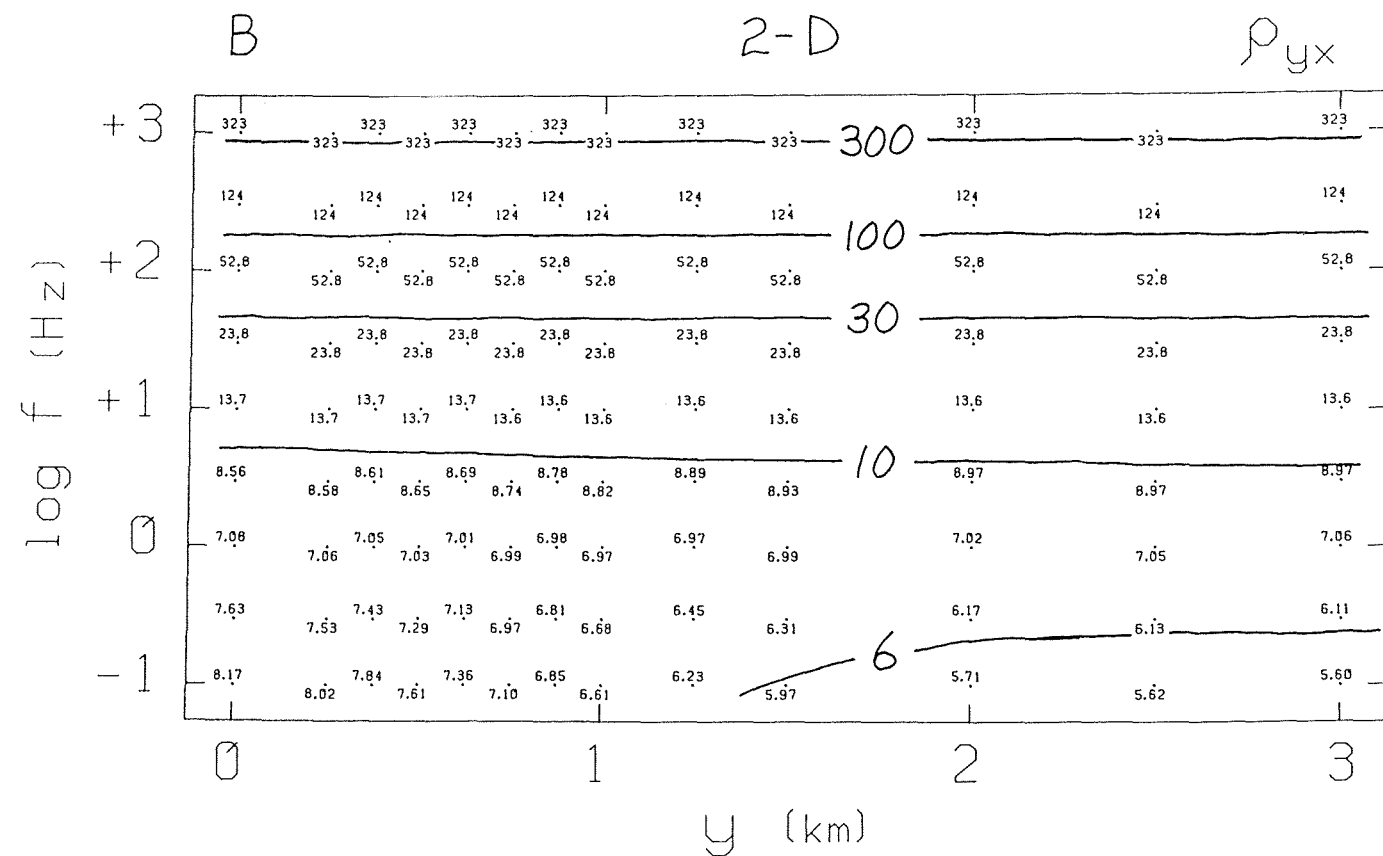 B 2-D ρyx
+3 323 323 323 323 323 323 323 323 323 323 323 323 323
300
124 124 124 124 124 124 124 124 124 124 124 124 124
100
+2 52.8 52.8 52.8 52.8 52.8 52.8 52.8 52.8 52.8 52.8 52.8 52.8 52.8
30
23.8 23.8 23.8 23.8 23.8 23.8 23.8 23.8 23.8 23.8 23.8 23.8 23.8
+1 13.7 13.7 13.7 13.7 13.7 13.6 13.6 13.6 13.6 13.6 13.6 13.6 13.6
10
8.56 8.58 8.61 8.65 8.69 8.74 8.78 8.82 8.89 8.93 8.97 8.97 8.97
0 7.08 7.06 7.05 7.03 7.01 6.99 6.98 6.97 6.97 6.99 7.02 7.05 7.06
7.63 7.53 7.43 7.29 7.13 6.97 6.81 6.68 6.45 6.31 6.17 6.13 6.11
6
-1 8.17 8.02 7.84 7.61 7.36 7.10 6.85 6.61 6.23 5.97 5.71 5.62 5.60
log f (Hz)
0 1 2 3
y (km)